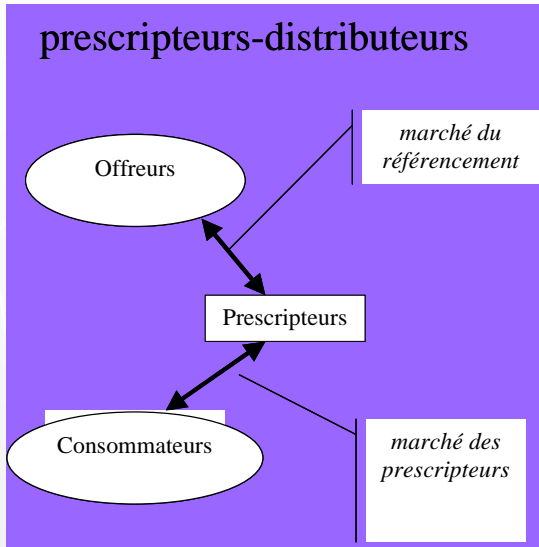 prescripteurs-distributeurs
marché du
référencement
Offreurs
Prescripteurs
Consommateurs
marché des
prescripteurs